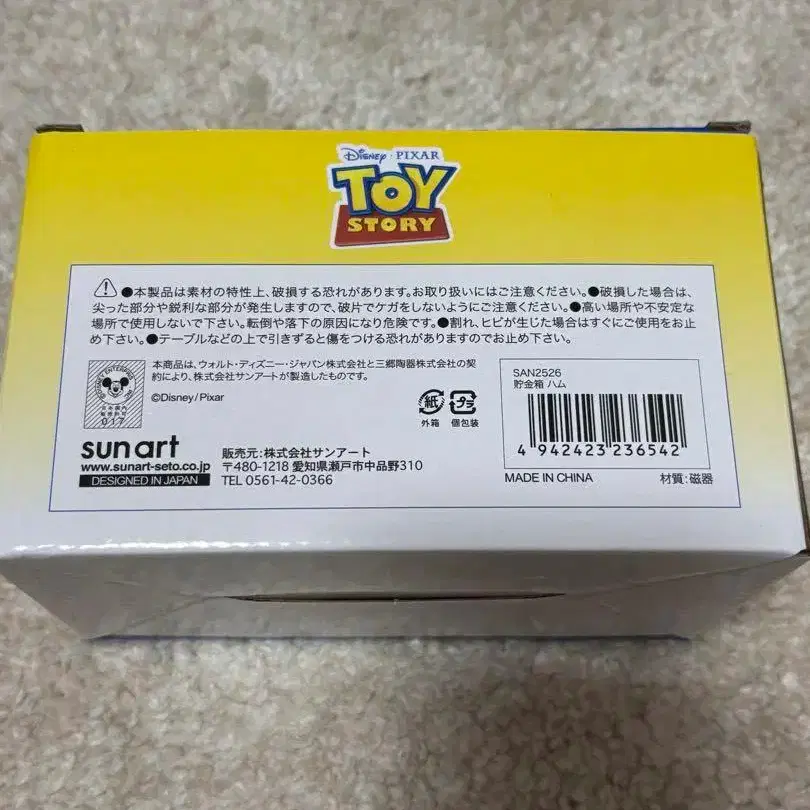 Disney · PIXAR
TOY
STORY
●本製品は素材の特性上、破損する恐れがあります。お取り扱いにはご注意ください。●破損した場合は、
尖った部分や鋭利な部分が発生しますので、破片でケガをしないようにご注意ください。●高い場所や不安定な
場所で使用しないで下さい。転倒や落下の原因になり危険です。●割れ、ヒビが生じた場合はすぐにご使用をお止
め下さい。●テーブルなどの上で引きずると傷をつける恐れがありますのでお止め下さい。
本商品は、ウォルト・ディズニー・ジャパン株式会社と三郷陶器株式会社の契
約により、株式会社サンアートが製造したものです。
©Disney/Pixar
017
紙
外箱
プラ
個包装
SAN2526
貯金箱 ハム
4 942423 236542
MADE IN CHINA
材質：磁器
sunart
www.sunart-seto.co.jp
DESIGNED IN JAPAN
販売元：株式会社サンアート
〒480-1218 愛知県瀬戸市中品野310
TEL 0561-42-0366